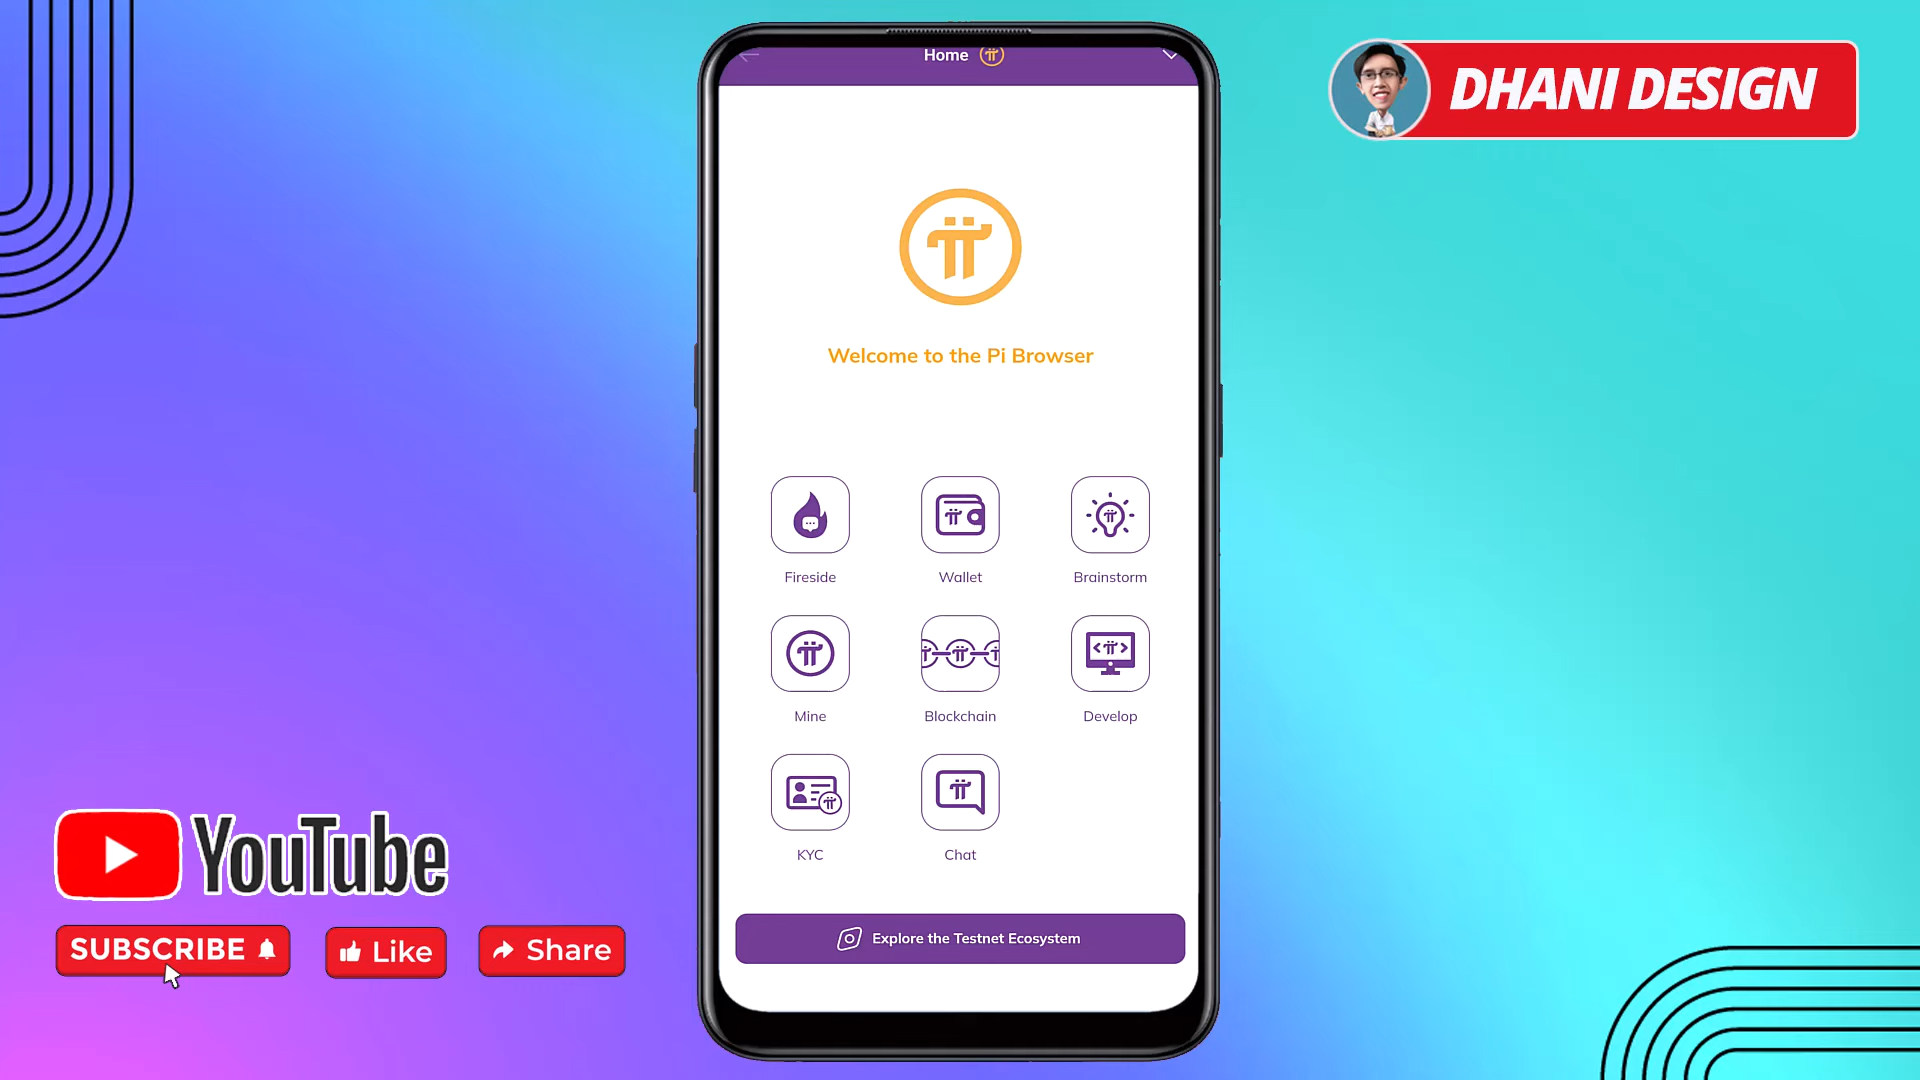 Home
DHANI DESIGN
Welcome to the Pi Browser
Fireside
Wallet
Brainstorm
Mine
Blockchain
Develop
KYC
Chat
Explore the Testnet Ecosystem
YouTube
SUBSCRIBE
Like
Share